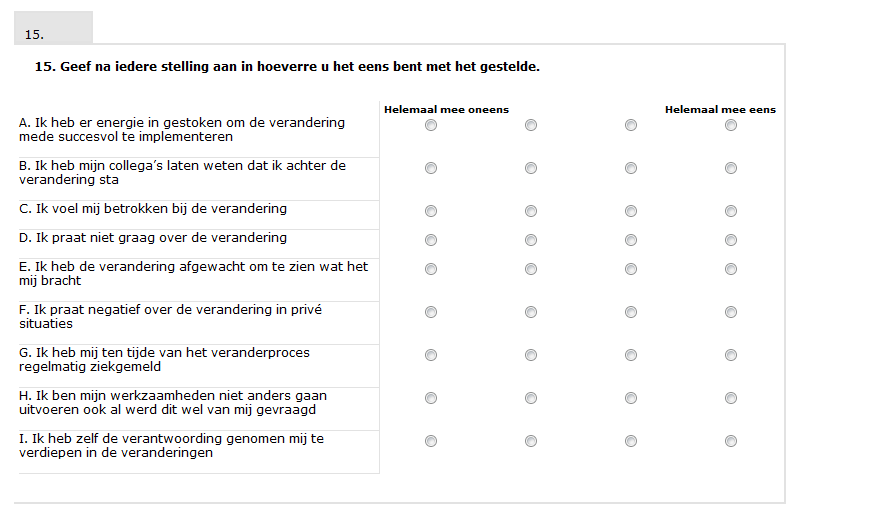 15.
15. Geef na iedere stelling aan in hoeverre u het eens bent met het gestelde.
Helemaal mee oneens Helemaal mee eens
A. Ik heb er energie in gestoken om de verandering
mede succesvol te implementeren
B. Ik heb mijn collega's laten weten dat ik achter de
verandering sta
C. Ik voel mij betrokken bij de verandering
D. Ik praat niet graag over de verandering
E. Ik heb de verandering afgewacht om te zien wat het
mij bracht
F. Ik praat negatief over de verandering in privé
situaties
G. Ik heb mij ten tijde van het veranderproces
regelmatig ziekgemeld
H. Ik ben mijn werkzaamheden niet anders gaan
uitvoeren ook al werd dit wel van mij gevraagd
I. Ik heb zelf de verantwoording genomen mij te
verdiepen in de veranderingen